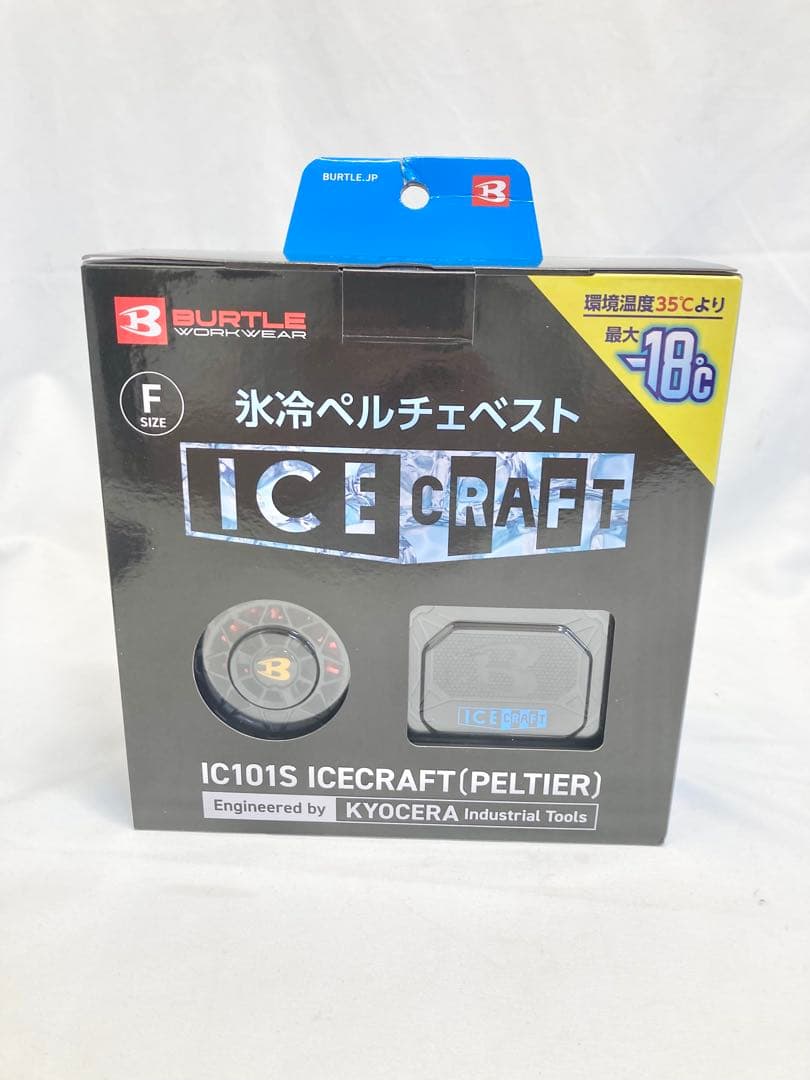 BURTLE.JP
BURTLE
WORKWEAR
環境温度35℃より
最大-18℃
F
SIZE
氷冷ペルチェベスト
ICE CRAFT
ICE CRAFT
IC101S ICECRAFT(PELTIER)
Engineered by KYOCERA Industrial Tools